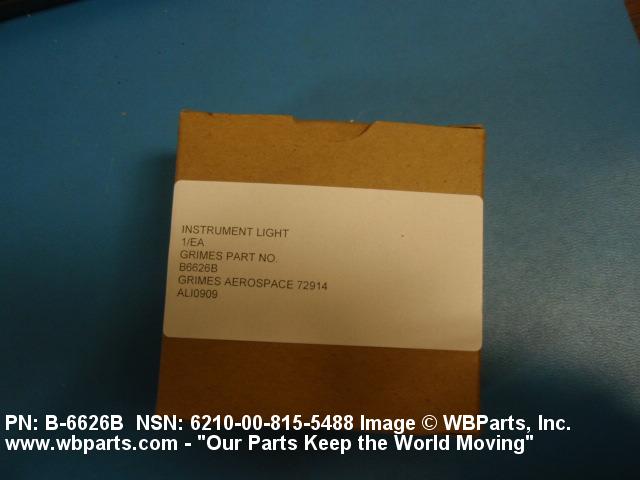 INSTRUMENT LIGHT
1/EA
GRIMES PART NO.
B6626B
GRIMES AEROSPACE 72914
ALI0909
PN: B-6626B  NSN: 6210-00-815-5488 Image © WBParts, Inc.
www.wbparts.com - "Our Parts Keep the World Moving"